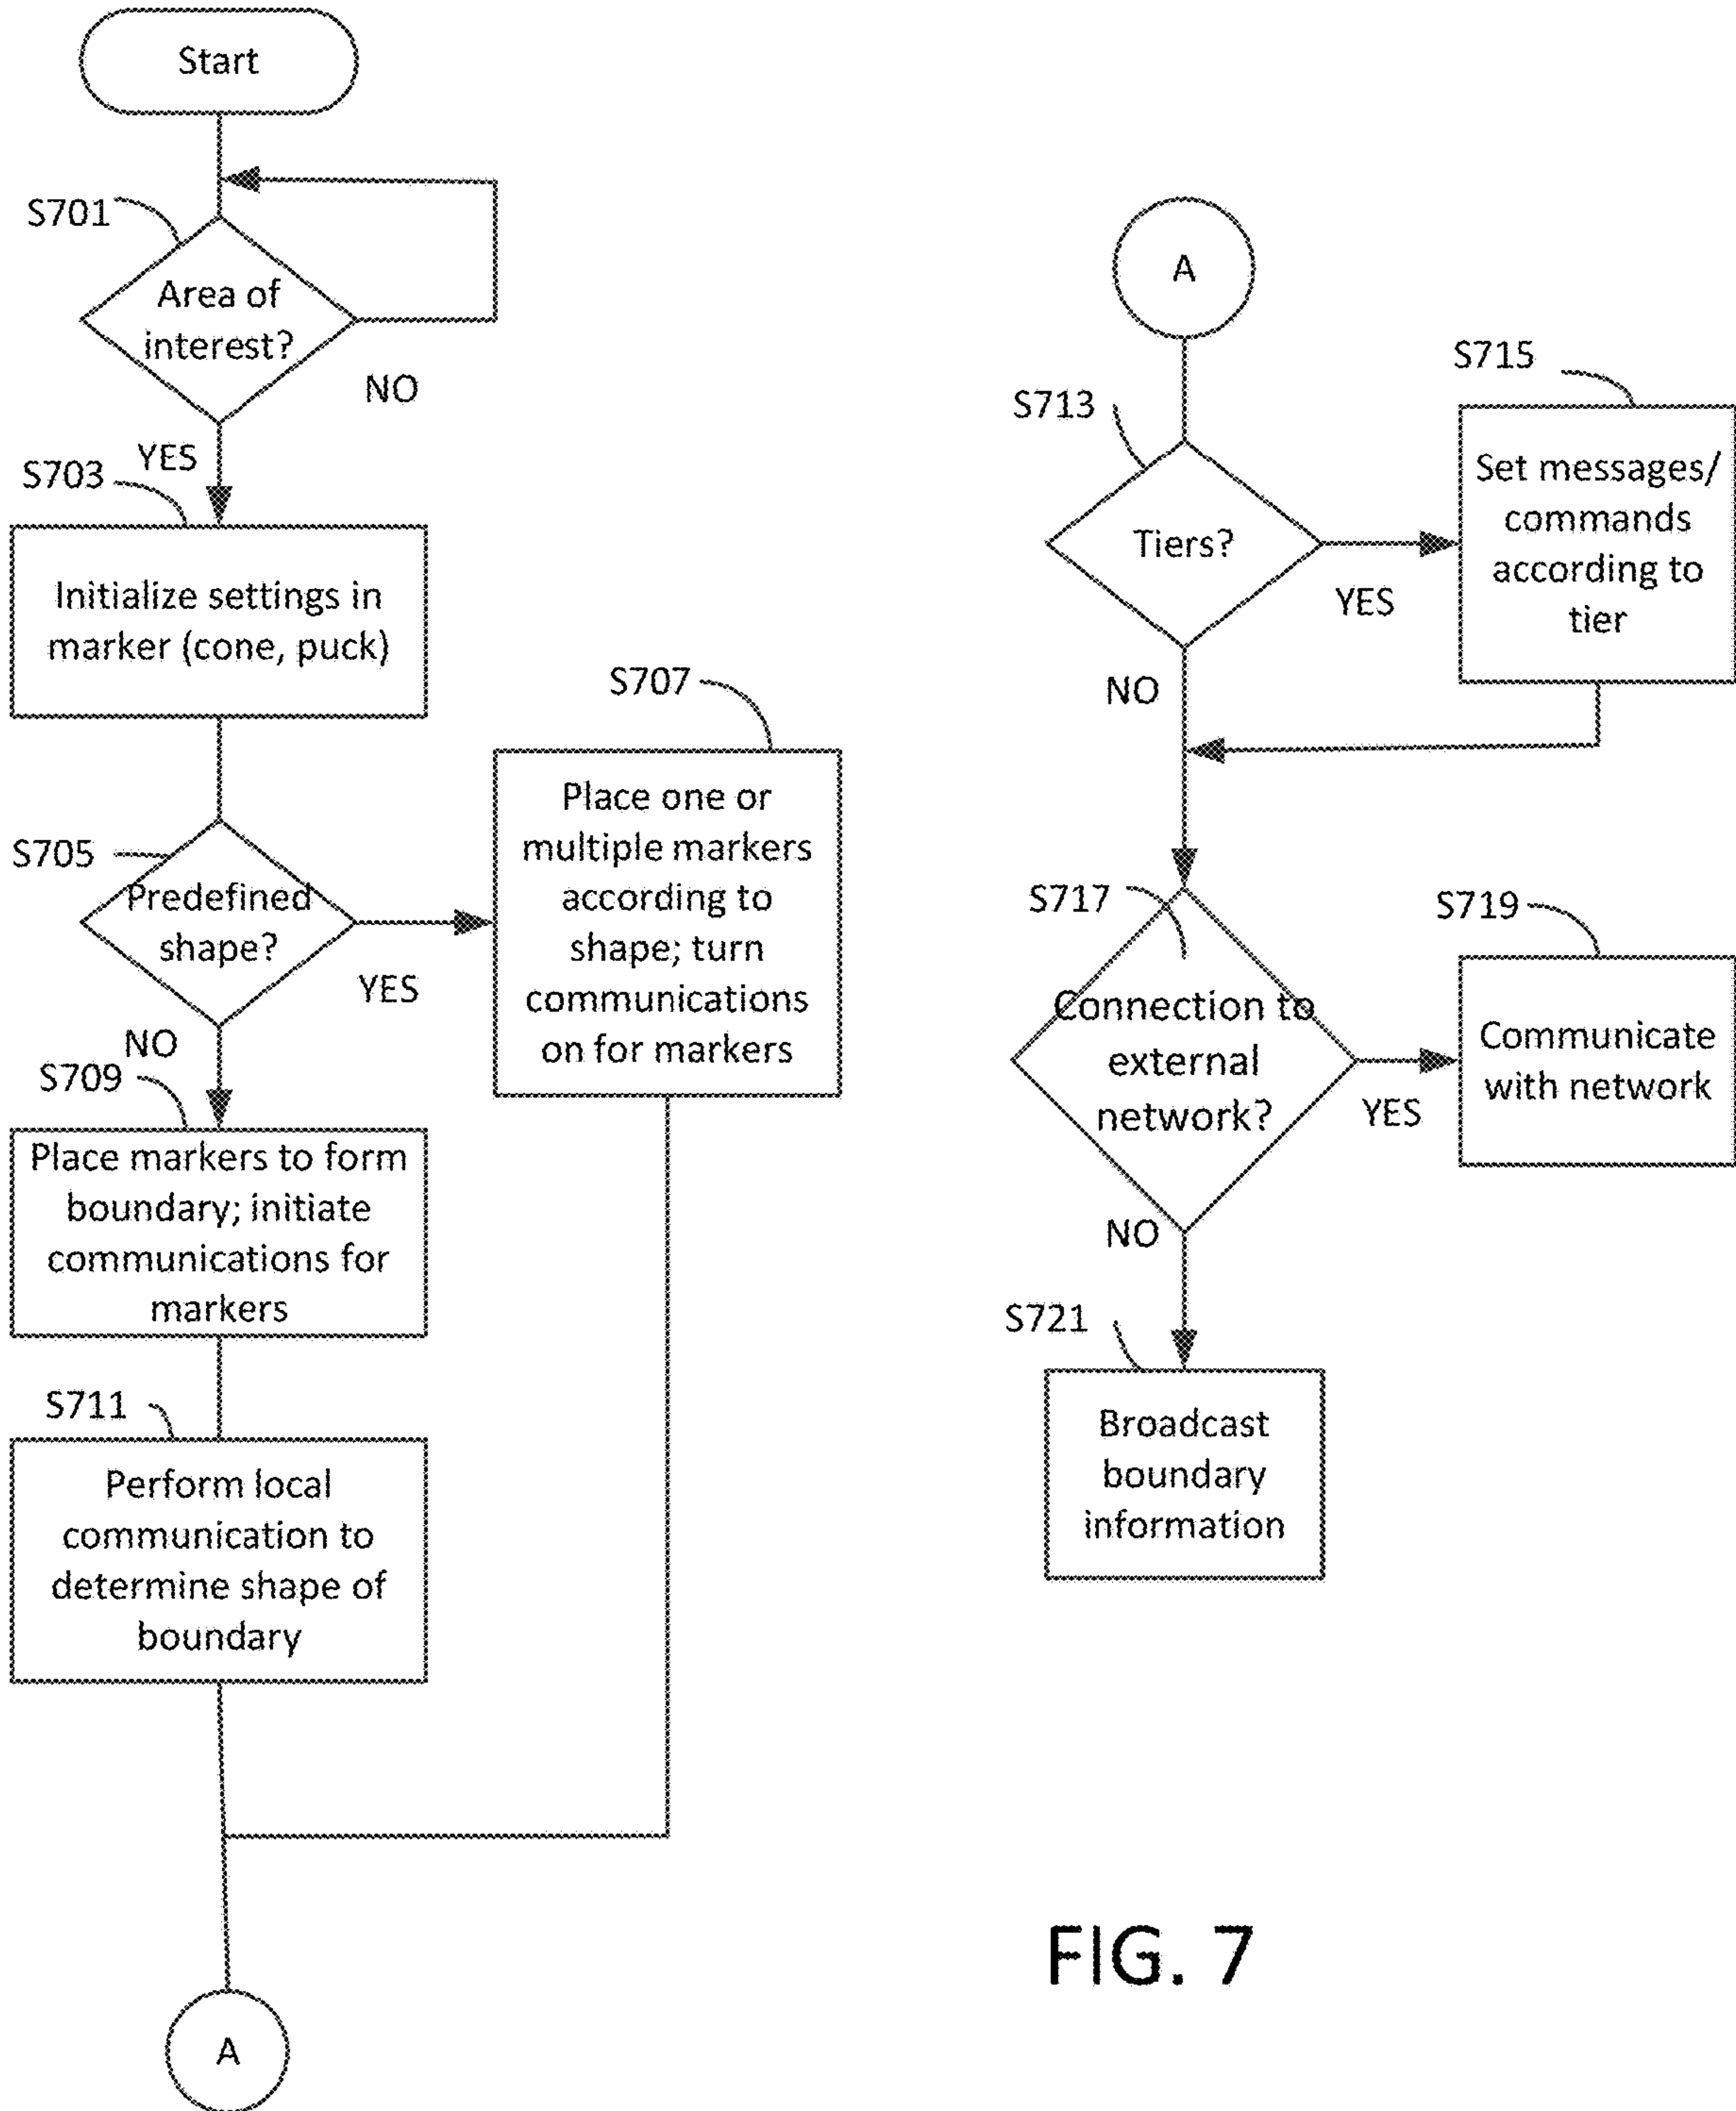 Start
S701
Area of
interest?
NO
YES
S703
Initialize settings in
marker (cone, puck)
S705
Predefined
shape?
YES
NO
S707
Place one or
multiple markers
according to
shape; turn
communications
on for markers
S709
Place markers to form
boundary; initiate
communications for
markers
S711
Perform local
communication to
determine shape of
boundary
A
A
S713
Tiers?
YES
NO
S715
Set messages/
commands
according to
tier
S717
Connection to
external
network?
YES
NO
S719
Communicate
with network
S721
Broadcast
boundary
information
FIG. 7